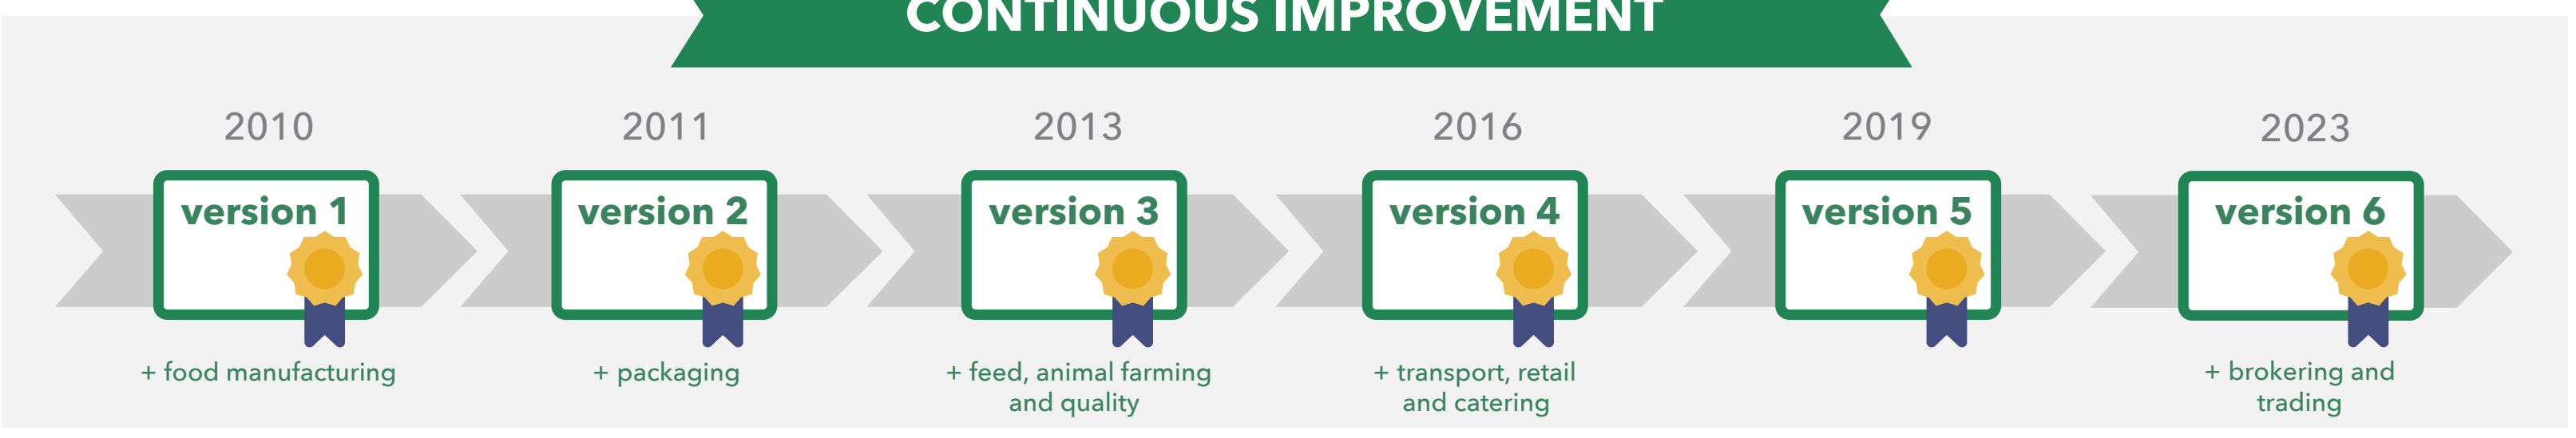 CONTINUOUS IMPROVEMENT
2010
2011
2013
2016
2019
2023
version 1
version 2
version 3
version 4
version 5
version 6
+ food manufacturing
+ packaging
+ feed, animal farming
and quality
+ transport, retail
and catering
+ brokering and
trading